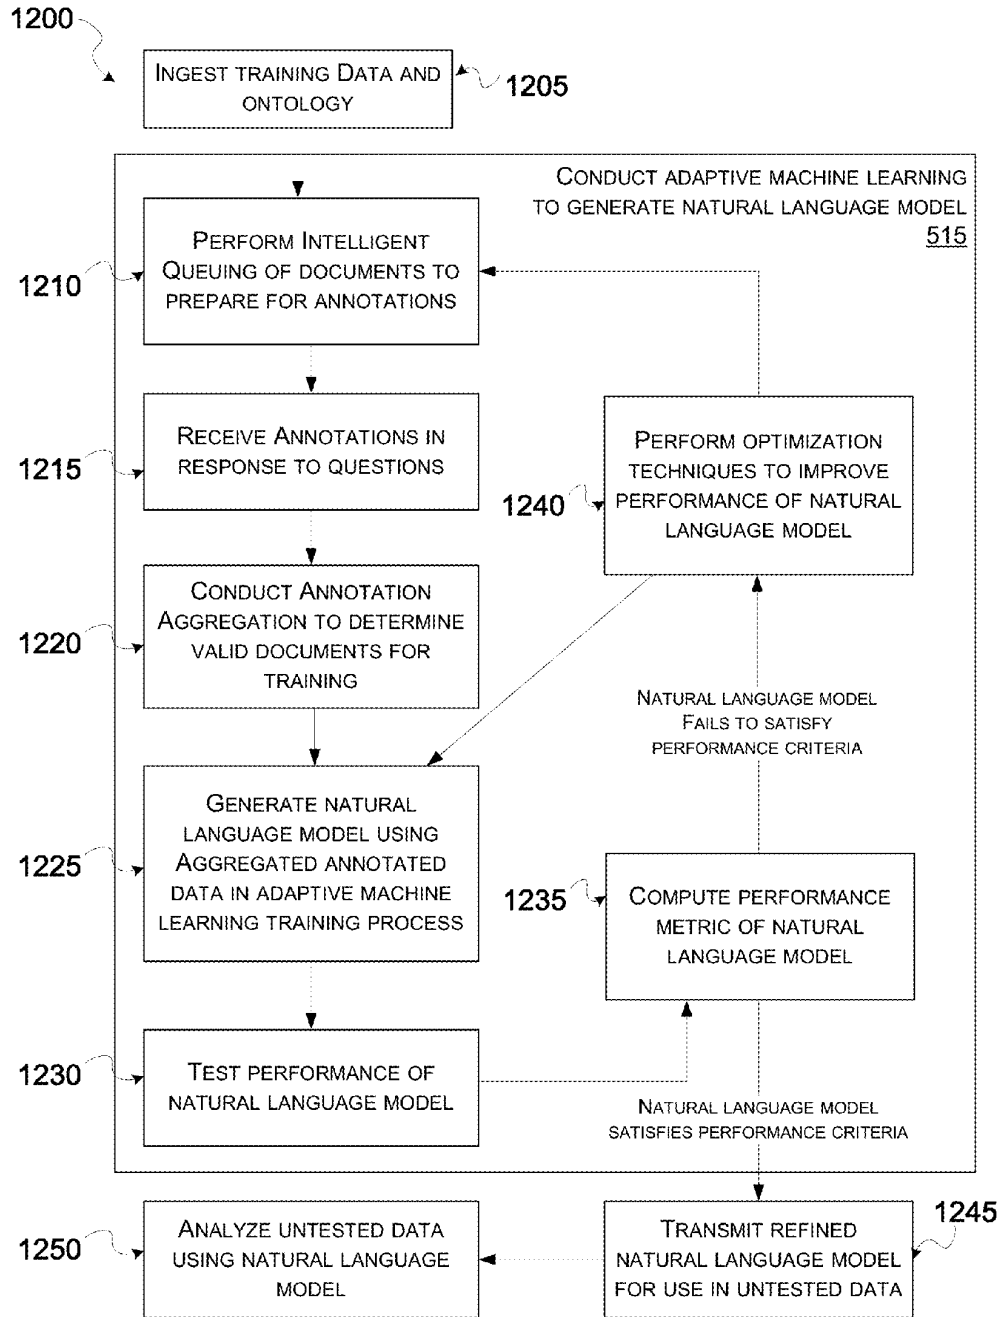 1200
INGEST TRAINING DATA AND
ONTOLOGY
1205
CONDUCT ADAPTIVE MACHINE LEARNING
TO GENERATE NATURAL LANGUAGE MODEL
515
1210
PERFORM INTELLIGENT
QUEUING OF DOCUMENTS TO
PREPARE FOR ANNOTATIONS
1215
RECEIVE ANNOTATIONS IN
RESPONSE TO QUESTIONS
1240
PERFORM OPTIMIZATION
TECHNIQUES TO IMPROVE
PERFORMANCE OF NATURAL
LANGUAGE MODEL
1220
CONDUCT ANNOTATION
AGGREGATION TO DETERMINE
VALID DOCUMENTS FOR
TRAINING
NATURAL LANGUAGE MODEL
FAILS TO SATISFY
PERFORMANCE CRITERIA
1225
GENERATE NATURAL
LANGUAGE MODEL USING
AGGREGATED ANNOTATED
DATA IN ADAPTIVE MACHINE
LEARNING TRAINING PROCESS
1235
COMPUTE PERFORMANCE
METRIC OF NATURAL
LANGUAGE MODEL
1230
TEST PERFORMANCE OF
NATURAL LANGUAGE MODEL
NATURAL LANGUAGE MODEL
SATISFIES PERFORMANCE CRITERIA
1250
ANALYZE UNTESTED DATA
USING NATURAL LANGUAGE
MODEL
TRANSMIT REFINED
NATURAL LANGUAGE MODEL
FOR USE IN UNTESTED DATA
1245